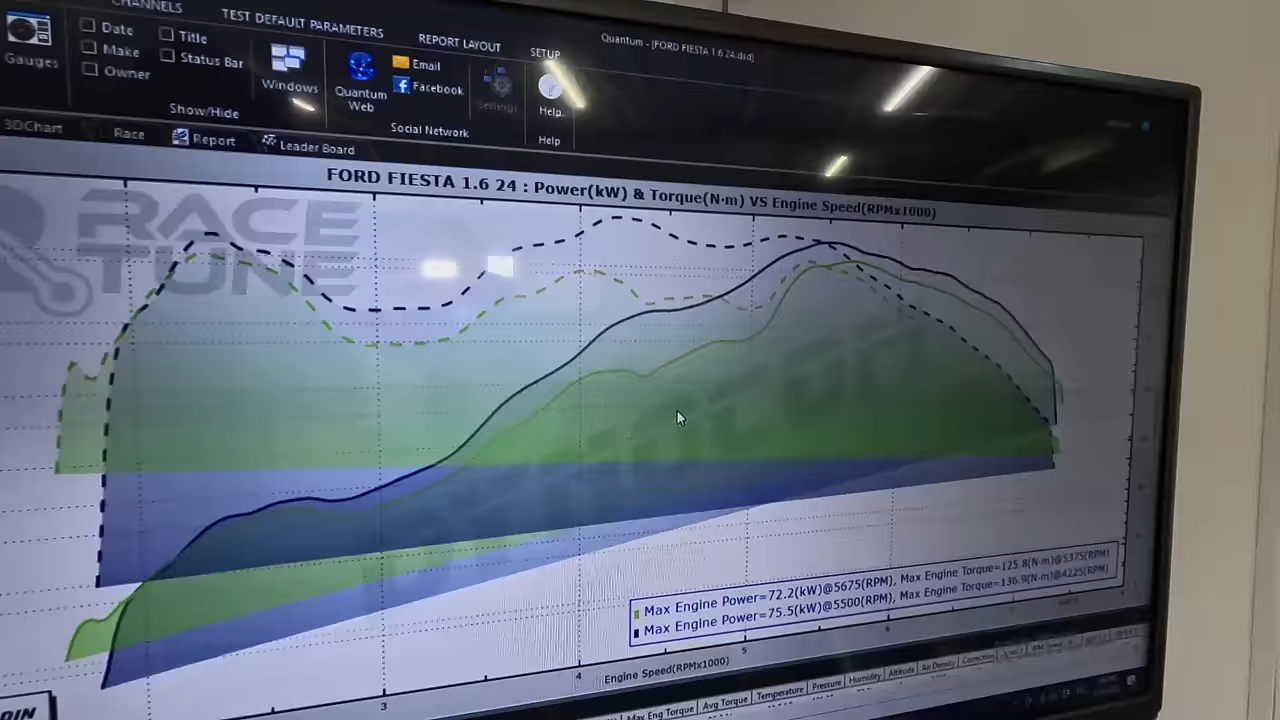 CHANNELS
TEST DEFAULT PARAMETERS
REPORT LAYOUT
SETUP
Quantum - [FORD FIESTA 1.6 24.dsd]
Gauges
Date
Make
Owner
Title
Status Bar
Show/Hide
Windows
Quantum Web
Email
Facebook
Social Network
Settings
Help
Help
3DChart
Race
Report
Leader Board
FORD FIESTA 1.6 24 : Power(kW) & Torque(N·m) VS Engine Speed(RPMx1000)
RACE
TUNE
Max Engine Power=72.2(kW)@5675(RPM), Max Engine Torque=125.8(N·m)@5375(RPM)
Max Engine Power=75.5(kW)@5500(RPM), Max Engine Torque=136.9(N·m)@4225(RPM)
3
4
5
6
Engine Speed(RPMx1000)
Max Eng Torque
Avg Torque
Temperature
Pressure
Humidity
Altitude
Air Density
Correction